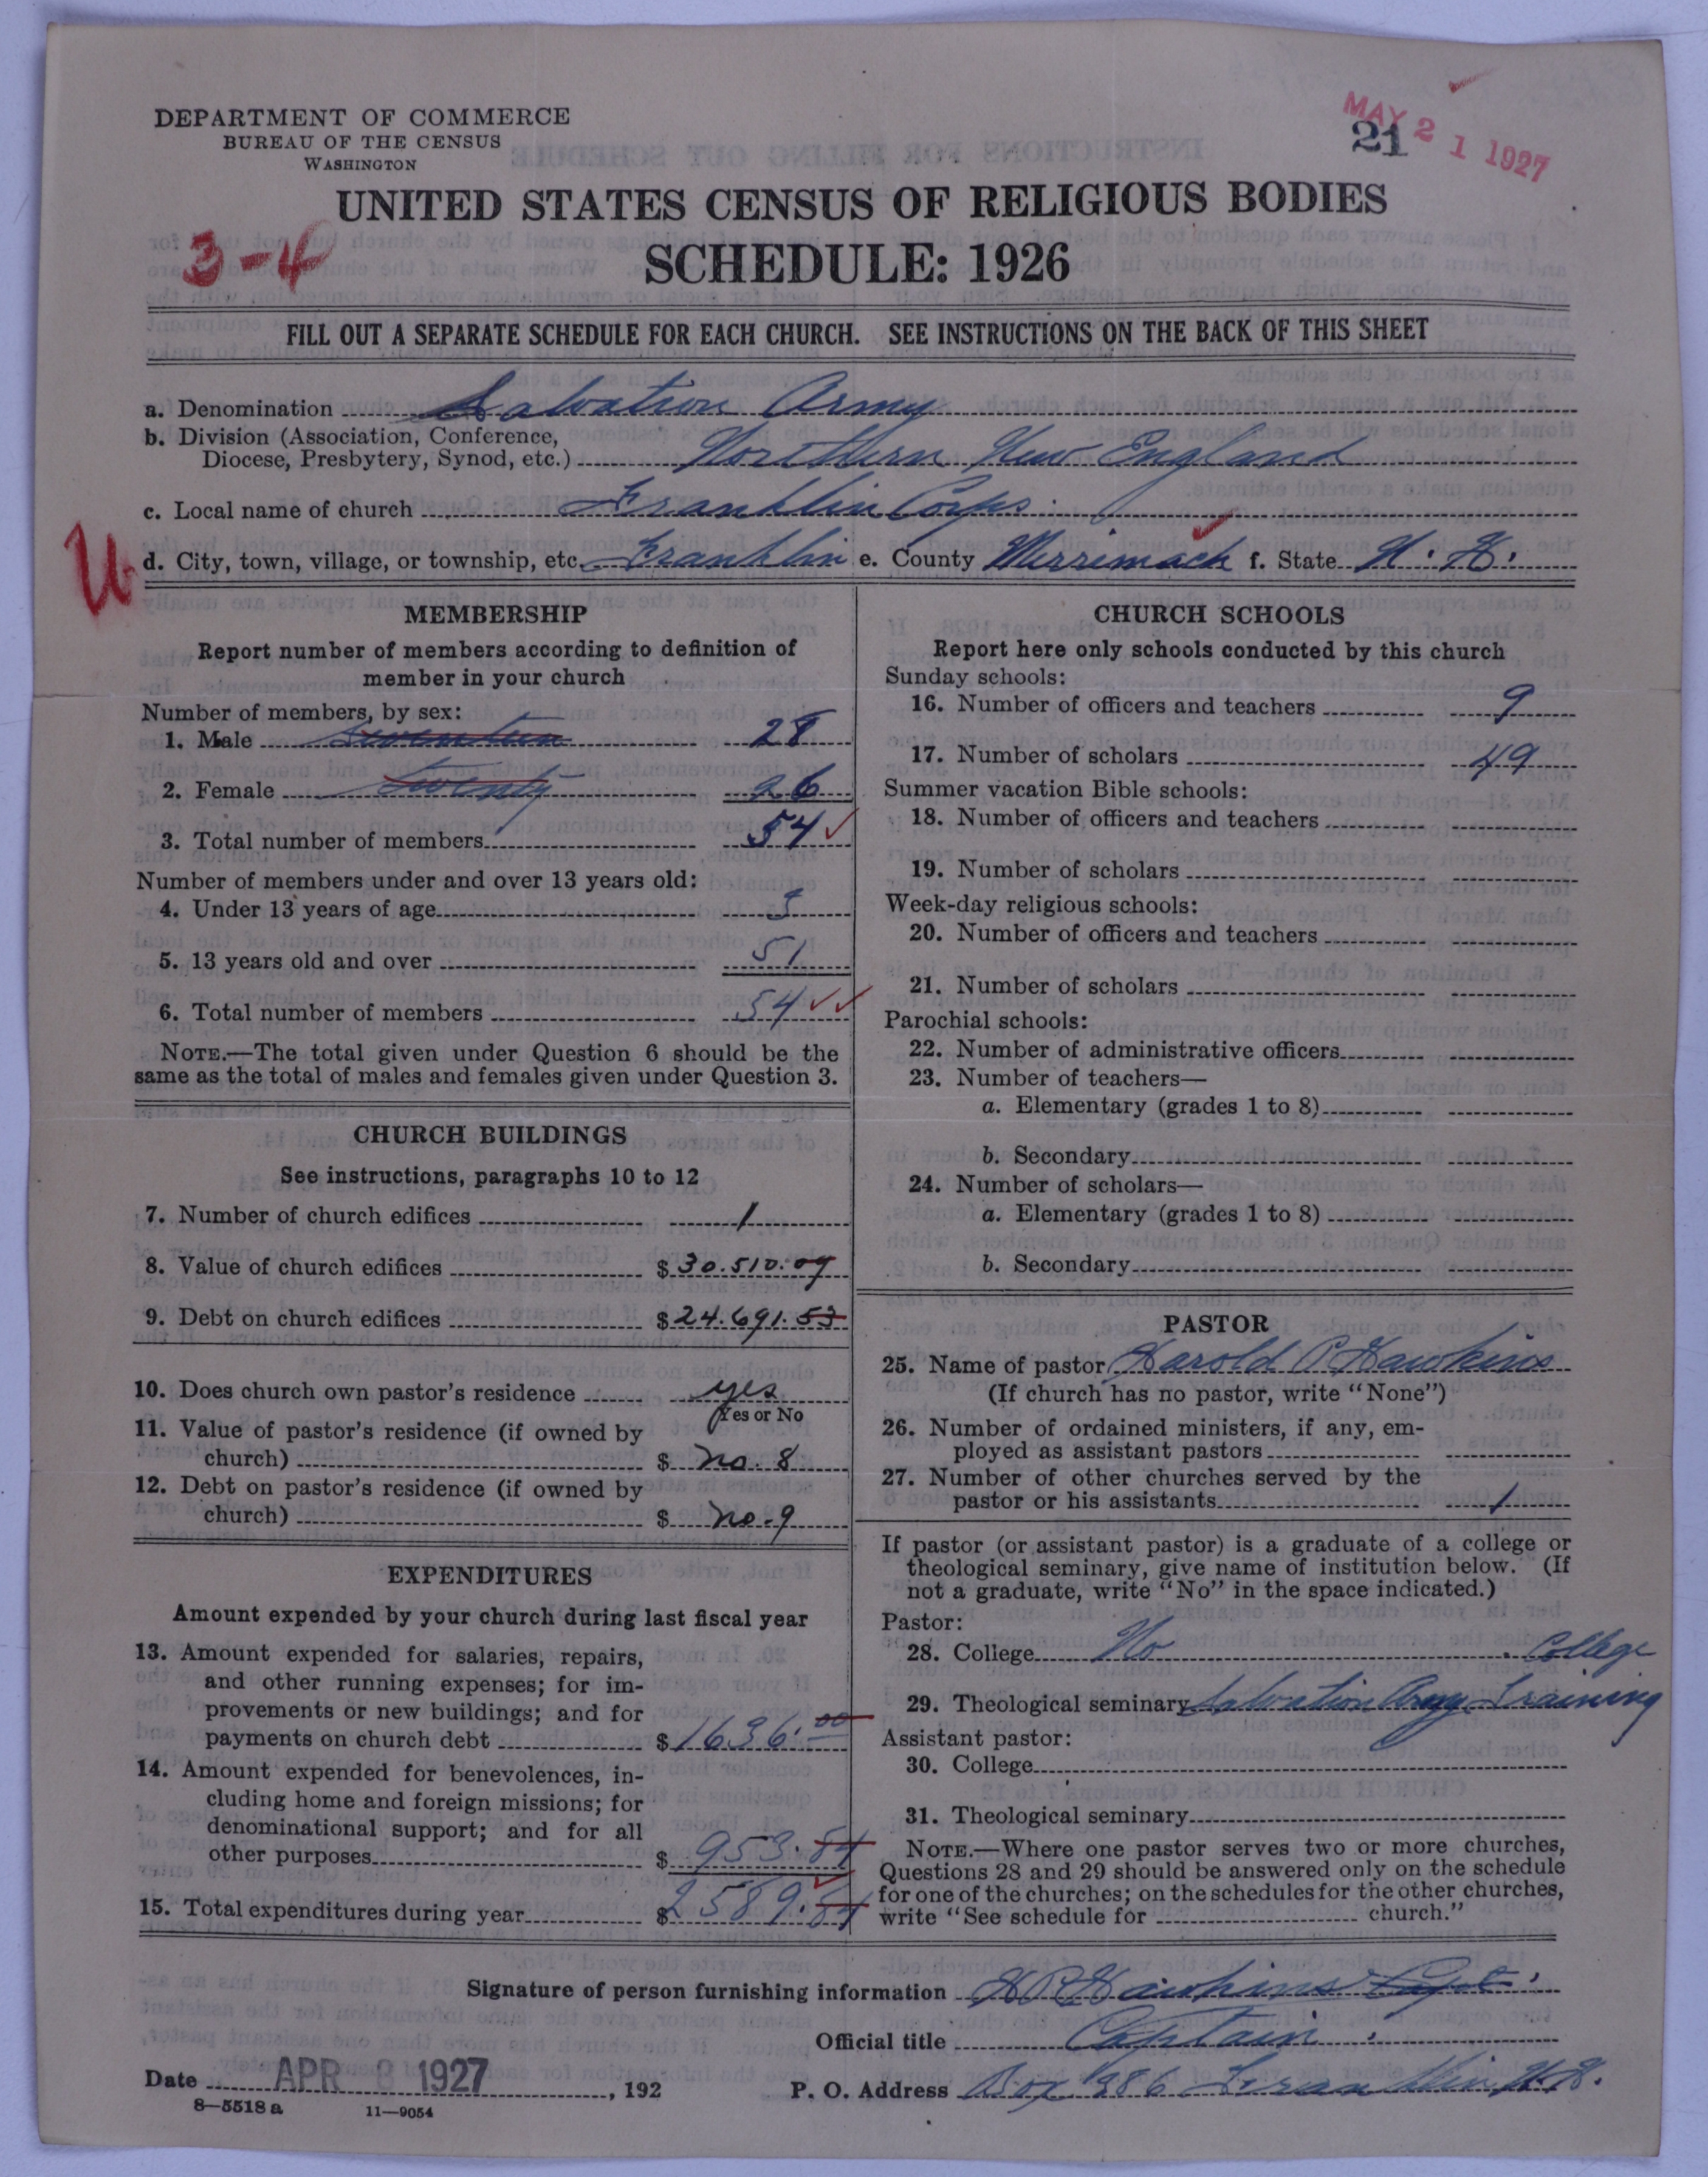 DEPARTMENT OF COMMERCE
BUREAU OF THE CENSUS
WASHINGTON
MAY 21 1927
21
UNITED STATES CENSUS OF RELIGIOUS BODIES
3-4
SCHEDULE: 1926
FILL OUT A SEPARATE SCHEDULE FOR EACH CHURCH. SEE INSTRUCTIONS ON THE BACK OF THIS SHEET
a. Denomination Salvation Army
b. Division (Association, Conference,
Diocese, Presbytery, Synod, etc.) Northern New England
c. Local name of church Franklin Corps.
U
d. City, town, village, or township, etc. Franklin e. County Merrimack f. State N. H.
MEMBERSHIP
Report number of members according to definition of
member in your church
Number of members, by sex:
1. Male seventeen 28
2. Female twenty 26
3. Total number of members 54
Number of members under and over 13 years old:
4. Under 13 years of age 3
5. 13 years old and over 51
6. Total number of members 54
NOTE.—The total given under Question 6 should be the
same as the total of males and females given under Question 3.
CHURCH BUILDINGS
See instructions, paragraphs 10 to 12
7. Number of church edifices 1
8. Value of church edifices $ 30.510.09
9. Debt on church edifices $ 24.691.53
10. Does church own pastor's residence yes
Yes or No
11. Value of pastor's residence (if owned by
church) $ no. 8
12. Debt on pastor's residence (if owned by
church) $ no. 9
EXPENDITURES
Amount expended by your church during last fiscal year
13. Amount expended for salaries, repairs,
and other running expenses; for im-
provements or new buildings; and for
payments on church debt $ 1636.00
14. Amount expended for benevolences, in-
cluding home and foreign missions; for
denominational support; and for all
other purposes $ 953.84
15. Total expenditures during year $ 2589.84
CHURCH SCHOOLS
Report here only schools conducted by this church
Sunday schools:
16. Number of officers and teachers 9
17. Number of scholars 49
Summer vacation Bible schools:
18. Number of officers and teachers
19. Number of scholars
Week-day religious schools:
20. Number of officers and teachers
21. Number of scholars
Parochial schools:
22. Number of administrative officers
23. Number of teachers—
a. Elementary (grades 1 to 8)
b. Secondary
24. Number of scholars—
a. Elementary (grades 1 to 8)
b. Secondary
PASTOR
25. Name of pastor Harold P. Hawkins
(If church has no pastor, write "None")
26. Number of ordained ministers, if any, em-
ployed as assistant pastors
27. Number of other churches served by the
pastor or his assistants 1
If pastor (or assistant pastor) is a graduate of a college or
theological seminary, give name of institution below. (If
not a graduate, write "No" in the space indicated.)
Pastor:
28. College No College
29. Theological seminary Salvation Army Training
Assistant pastor:
30. College
31. Theological seminary
NOTE.—Where one pastor serves two or more churches,
Questions 28 and 29 should be answered only on the schedule
for one of the churches; on the schedules for the other churches,
write "See schedule for church."
Signature of person furnishing information H P Hawkins Capt.
Official title Captain.
Date APR 8 1927, 192
P. O. Address Box 386 Franklin N.H.
8—5518 a 11—9054